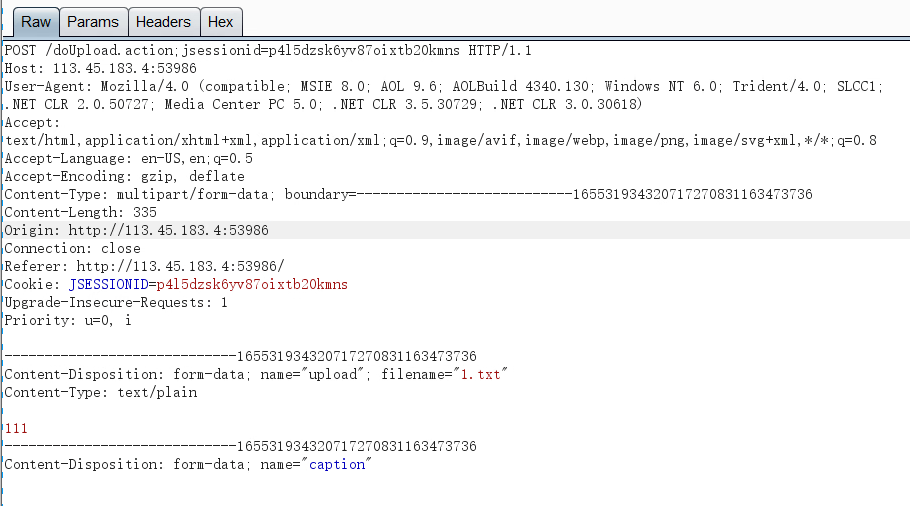 Raw Params Headers Hex
POST /doUpload.action;jsessionid=p4l5dzsk6yv87oixtb20kmns HTTP/1.1
Host: 113.45.183.4:53986
User-Agent: Mozilla/4.0 (compatible; MSIE 8.0; AOL 9.6; AOLBuild 4340.130; Windows NT 6.0; Trident/4.0; SLCC1;
.NET CLR 2.0.50727; Media Center PC 5.0; .NET CLR 3.5.30729; .NET CLR 3.0.30618)
Accept:
text/html,application/xhtml+xml,application/xml;q=0.9,image/avif,image/webp,image/png,image/svg+xml,*/*;q=0.8
Accept-Language: en-US,en;q=0.5
Accept-Encoding: gzip, deflate
Content-Type: multipart/form-data; boundary=---------------------------165531934320717270831163473736
Content-Length: 335
Origin: http://113.45.183.4:53986
Connection: close
Referer: http://113.45.183.4:53986/
Cookie: JSESSIONID=p4l5dzsk6yv87oixtb20kmns
Upgrade-Insecure-Requests: 1
Priority: u=0, i
-----------------------------165531934320717270831163473736
Content-Disposition: form-data; name="upload"; filename="1.txt"
Content-Type: text/plain
111
-----------------------------165531934320717270831163473736
Content-Disposition: form-data; name="caption"